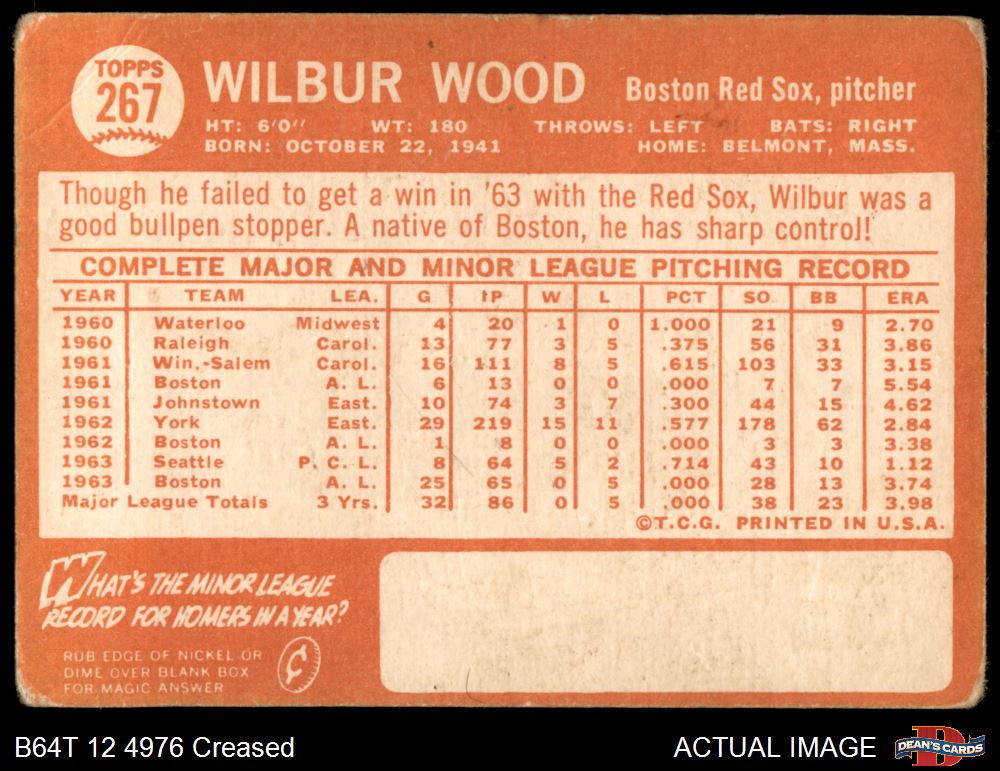 TOPPS
267
WILBUR WOOD Boston Red Sox, pitcher
HT: 6'0" WT: 180 THROWS: LEFT BATS: RIGHT
BORN: OCTOBER 22, 1941 HOME: BELMONT, MASS.
Though he failed to get a win in '63 with the Red Sox, Wilbur was a
good bullpen stopper. A native of Boston, he has sharp control!
COMPLETE MAJOR AND MINOR LEAGUE PITCHING RECORD
YEAR TEAM LEA. G IP W L PCT SO BB ERA
1960 Waterloo Midwest 4 20 1 0 1.000 21 9 2.70
1960 Raleigh Carol. 13 77 3 5 .375 56 31 3.86
1961 Win.-Salem Carol. 16 111 8 5 .615 103 33 3.15
1961 Boston A. L. 6 13 0 0 .000 7 7 5.54
1961 Johnstown East. 10 74 3 7 .300 44 15 4.62
1962 York East. 29 219 15 11 .577 178 62 2.84
1962 Boston A. L. 1 8 0 0 .000 3 3 3.38
1963 Seattle P. C. L. 8 64 5 2 .714 43 10 1.12
1963 Boston A. L. 25 65 0 5 .000 28 13 3.74
Major League Totals 3 Yrs. 32 86 0 5 .000 38 23 3.98
©T.C.G. PRINTED IN U.S.A.
WHAT'S THE MINOR LEAGUE
RECORD FOR HOMERS IN A YEAR?
RUB EDGE OF NICKEL OR
DIME OVER BLANK BOX
FOR MAGIC ANSWER
¢
B64T 12 4976 Creased ACTUAL IMAGE
D
DEAN'S CARDS